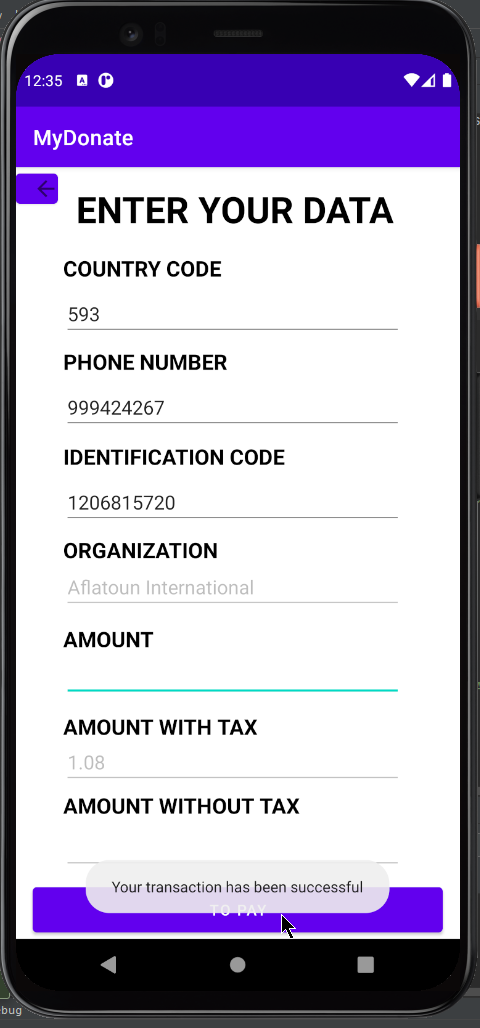 12:35
MyDonate
ENTER YOUR DATA
COUNTRY CODE
593
PHONE NUMBER
999424267
IDENTIFICATION CODE
1206815720
ORGANIZATION
Aflatoun International
AMOUNT
AMOUNT WITH TAX
1.08
AMOUNT WITHOUT TAX
Your transaction has been successful
TO PAY
bug